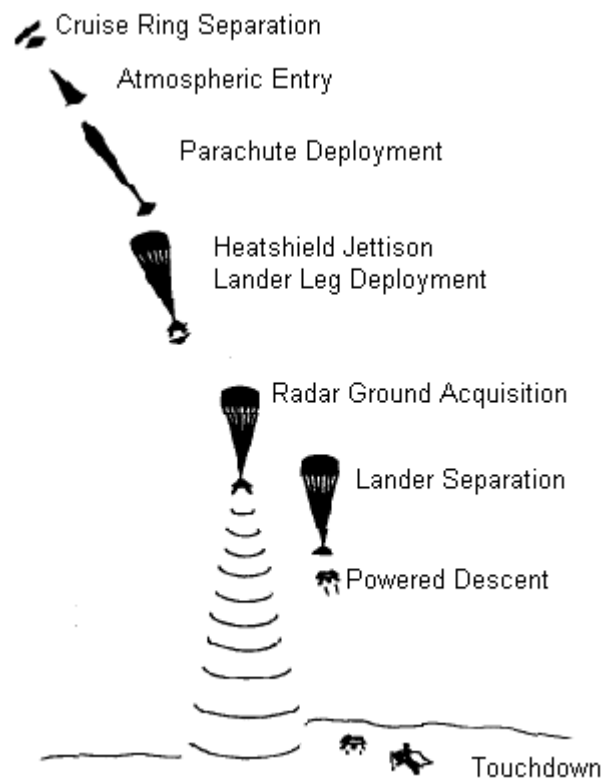 Cruise Ring Separation
Atmospheric Entry
Parachute Deployment
Heatshield Jettison
Lander Leg Deployment
Radar Ground Acquisition
Lander Separation
Powered Descent
Touchdown